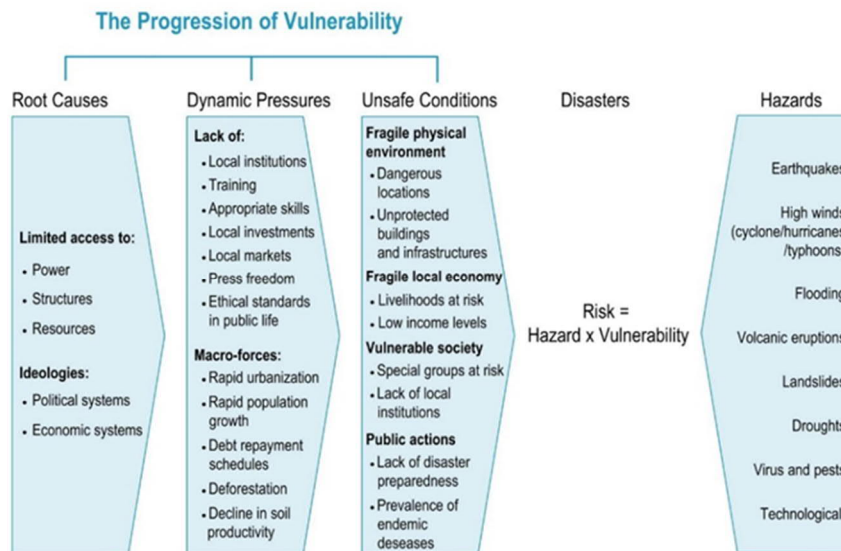 The Progression of Vulnerability
Root Causes
Limited access to:
• Power
• Structures
• Resources
Ideologies:
• Political systems
• Economic systems
Dynamic Pressures
Lack of:
• Local institutions
• Training
• Appropriate skills
• Local investments
• Local markets
• Press freedom
• Ethical standards
in public life
Macro-forces:
• Rapid urbanization
• Rapid population
growth
• Debt repayment
schedules
• Deforestation
• Decline in soil
productivity
Unsafe Conditions
Fragile physical
environment
• Dangerous
locations
• Unprotected
buildings
and infrastructures
Fragile local economy
• Livelihoods at risk
• Low income levels
Vulnerable society
• Special groups at risk
• Lack of local
institutions
Public actions
• Lack of disaster
preparedness
• Prevalence of
endemic
deseases
Disasters
Risk =
Hazard x Vulnerability
Hazards
Earthquakes
High winds
(cyclone/hurricanes
/typhoons
Flooding
Volcanic eruptions
Landslides
Droughts
Virus and pests
Technological